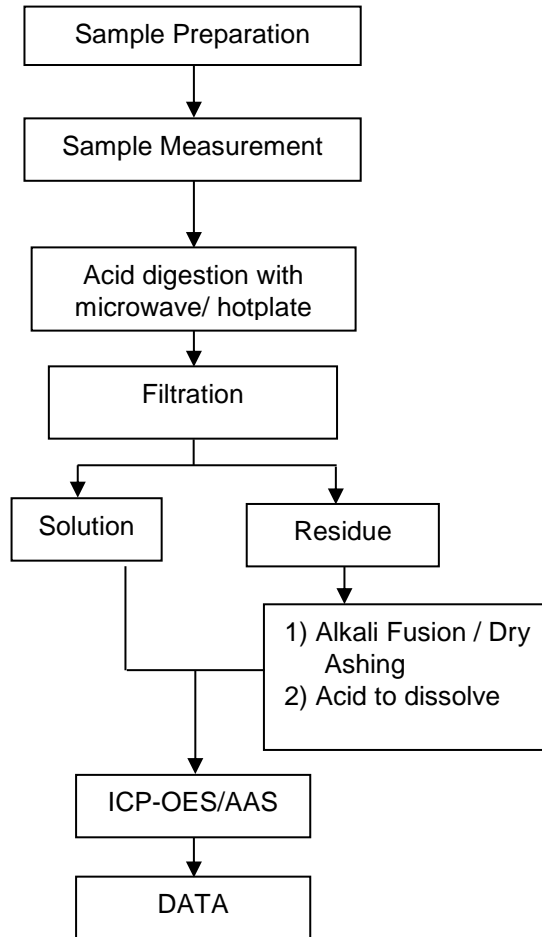 Sample Preparation
Sample Measurement
Acid digestion with
microwave/ hotplate
Filtration
Solution
Residue
1) Alkali Fusion / Dry
Ashing
2) Acid to dissolve
ICP-OES/AAS
DATA